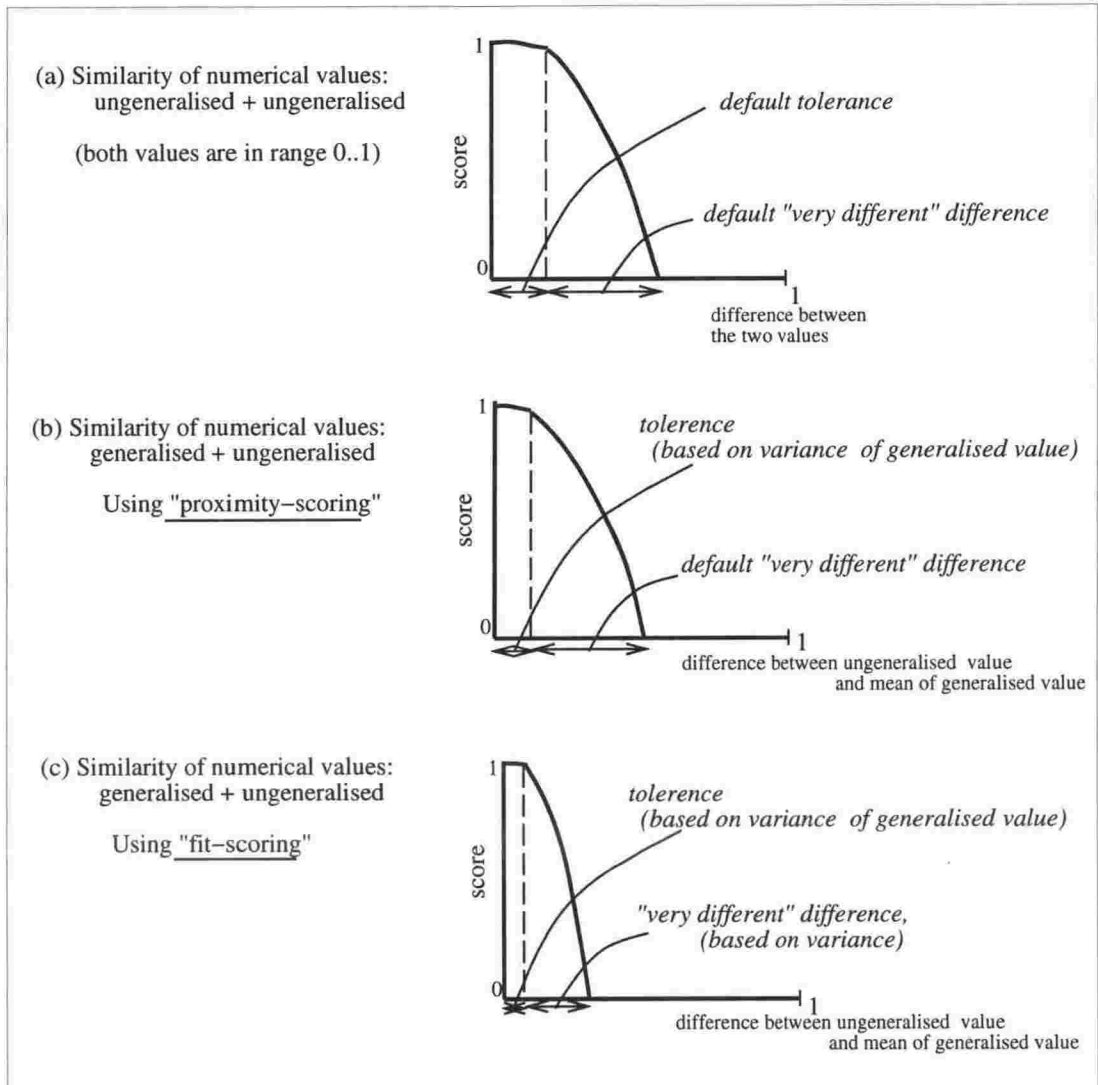 (a) Similarity of numerical values:
ungeneralised + ungeneralised
(both values are in range 0..1)
1
score
0
default tolerance
default "very different" difference
1
difference between
the two values
(b) Similarity of numerical values:
generalised + ungeneralised
Using "proximity−scoring"
1
score
0
tolerence
(based on variance of generalised value)
default "very different" difference
1
difference between ungeneralised value
and mean of generalised value
(c) Similarity of numerical values:
generalised + ungeneralised
Using "fit−scoring"
1
score
0
tolerence
(based on variance of generalised value)
"very different" difference,
(based on variance)
1
difference between ungeneralised value
and mean of generalised value